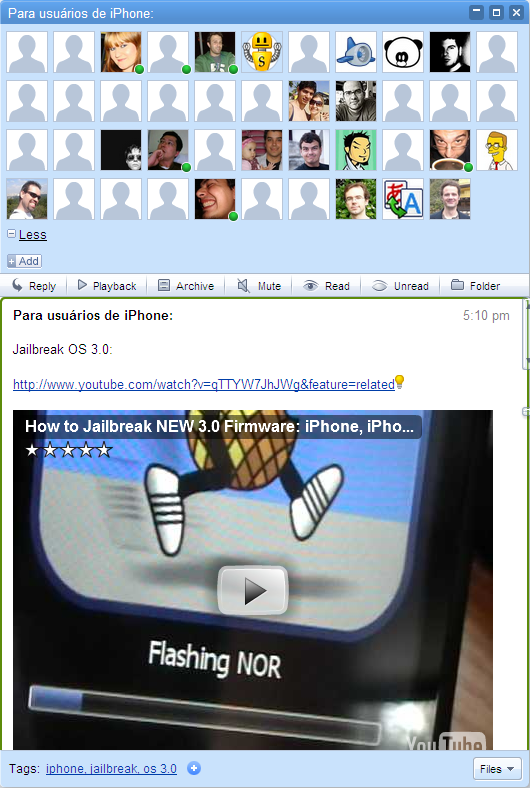 Para usuários de iPhone:
S
あ
A
Less
Add
Reply
Playback
Archive
Mute
Read
Unread
Folder
Para usuários de iPhone:
5:10 pm
Jailbreak OS 3.0:
http://www.youtube.com/watch?v=qTTYW7JhJWg&feature=related
How to Jailbreak NEW 3.0 Firmware: iPhone, iPho...
Flashing NOR
YouTube
Tags: iphone, jailbreak, os 3.0
Files